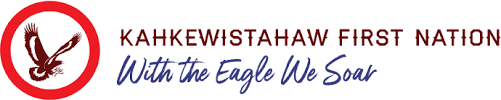 KAHKEWISTAHAW FIRST NATION
With the Eagle We Soar